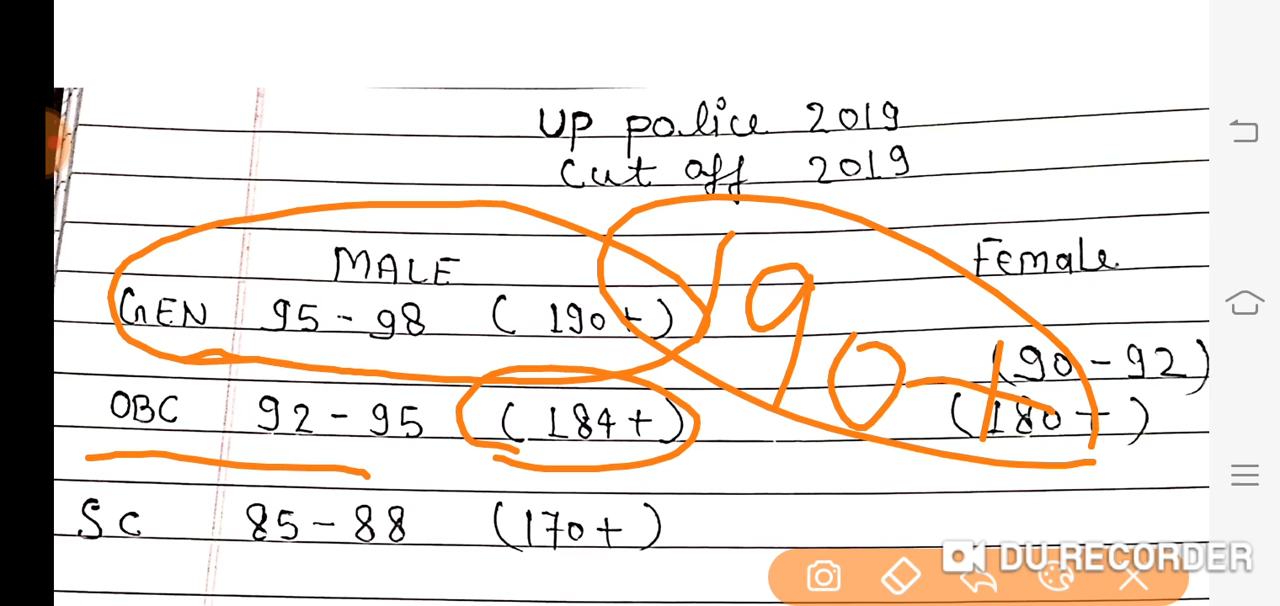 UP police 2019
Cut off 2019
MALE Female
GEN 95-98 (190+)
190+
(90-92)
OBC 92-95 (184+) (180+)
SC 85-88 (170+)
DU RECORDER